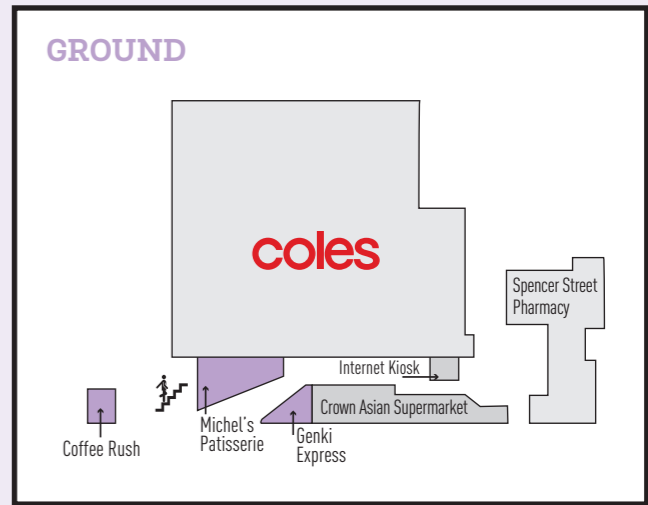 GROUND
coles
Spencer Street
Pharmacy
Internet Kiosk
Crown Asian Supermarket
Michel's
Patisserie
Genki
Express
Coffee Rush